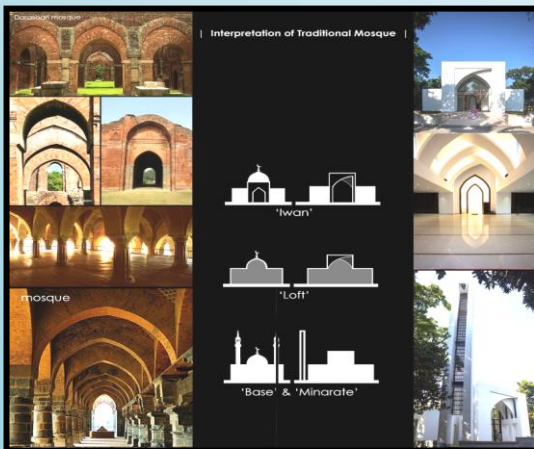 Darasbari mosque
| Interpretation of Traditional Mosque |
'Iwan'
'Loft'
mosque
'Base' & 'Minarate'